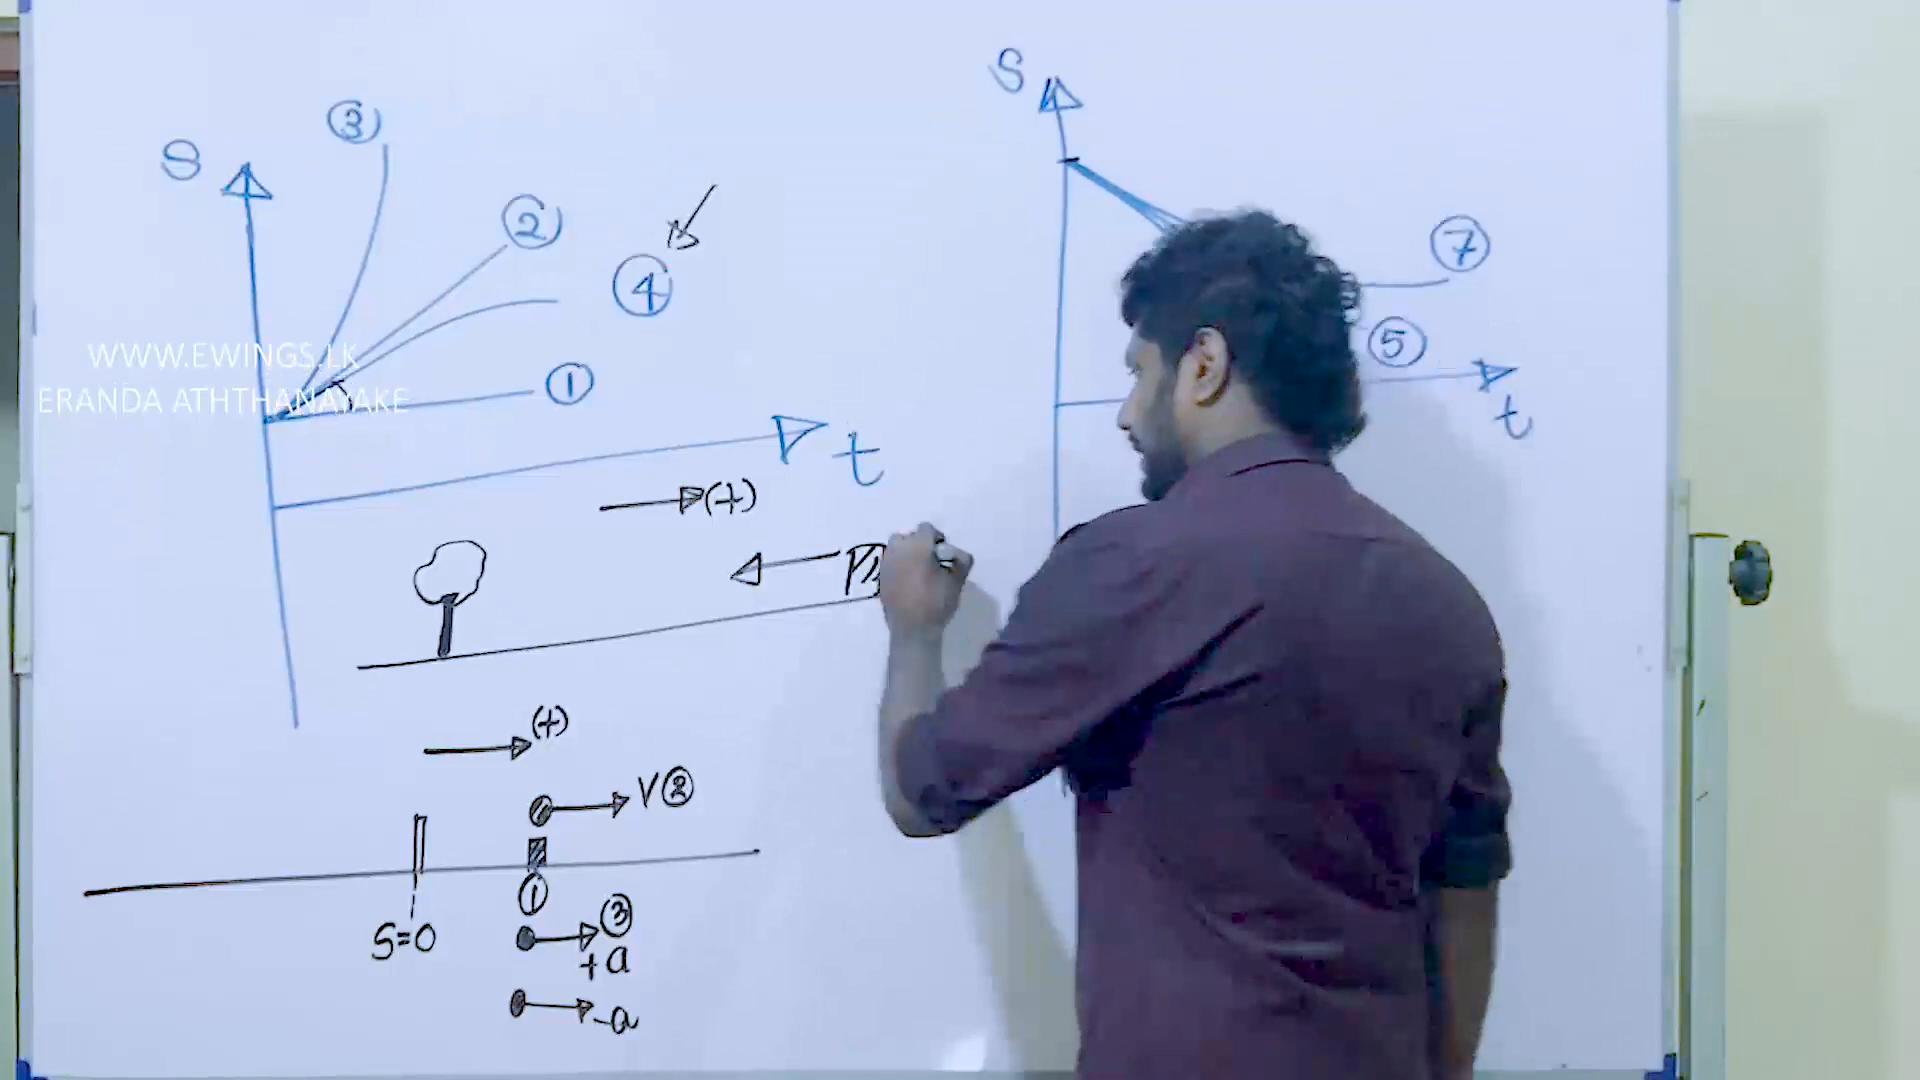 S
③
②
④
①
t
WWW.EWINGS.LK
ERANDA ATHTHANAYAKE
(+)
(+)
V②
①
S=0
③
+a
-a
S
⑦
⑤
t